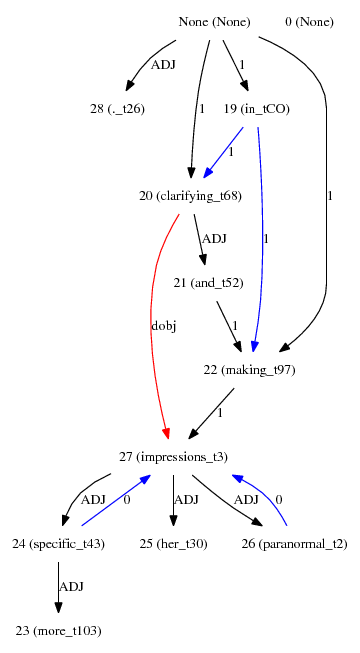 None (None) 0 (None)
ADJ 1 1
28 (._t26) 19 (in_tCO)
1
20 (clarifying_t68) 1
ADJ 1
21 (and_t52)
dobj 1
22 (making_t97)
1
27 (impressions_t3)
ADJ 0 ADJ ADJ 0
24 (specific_t43) 25 (her_t30) 26 (paranormal_t2)
ADJ
23 (more_t103)